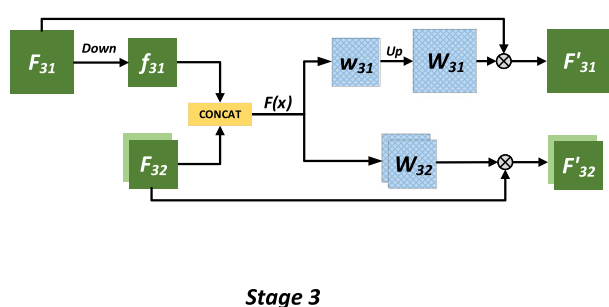 F31
Down
f31
CONCAT
F(x)
w31
Up
W31
F'31
F32
W32
F'32
Stage 3